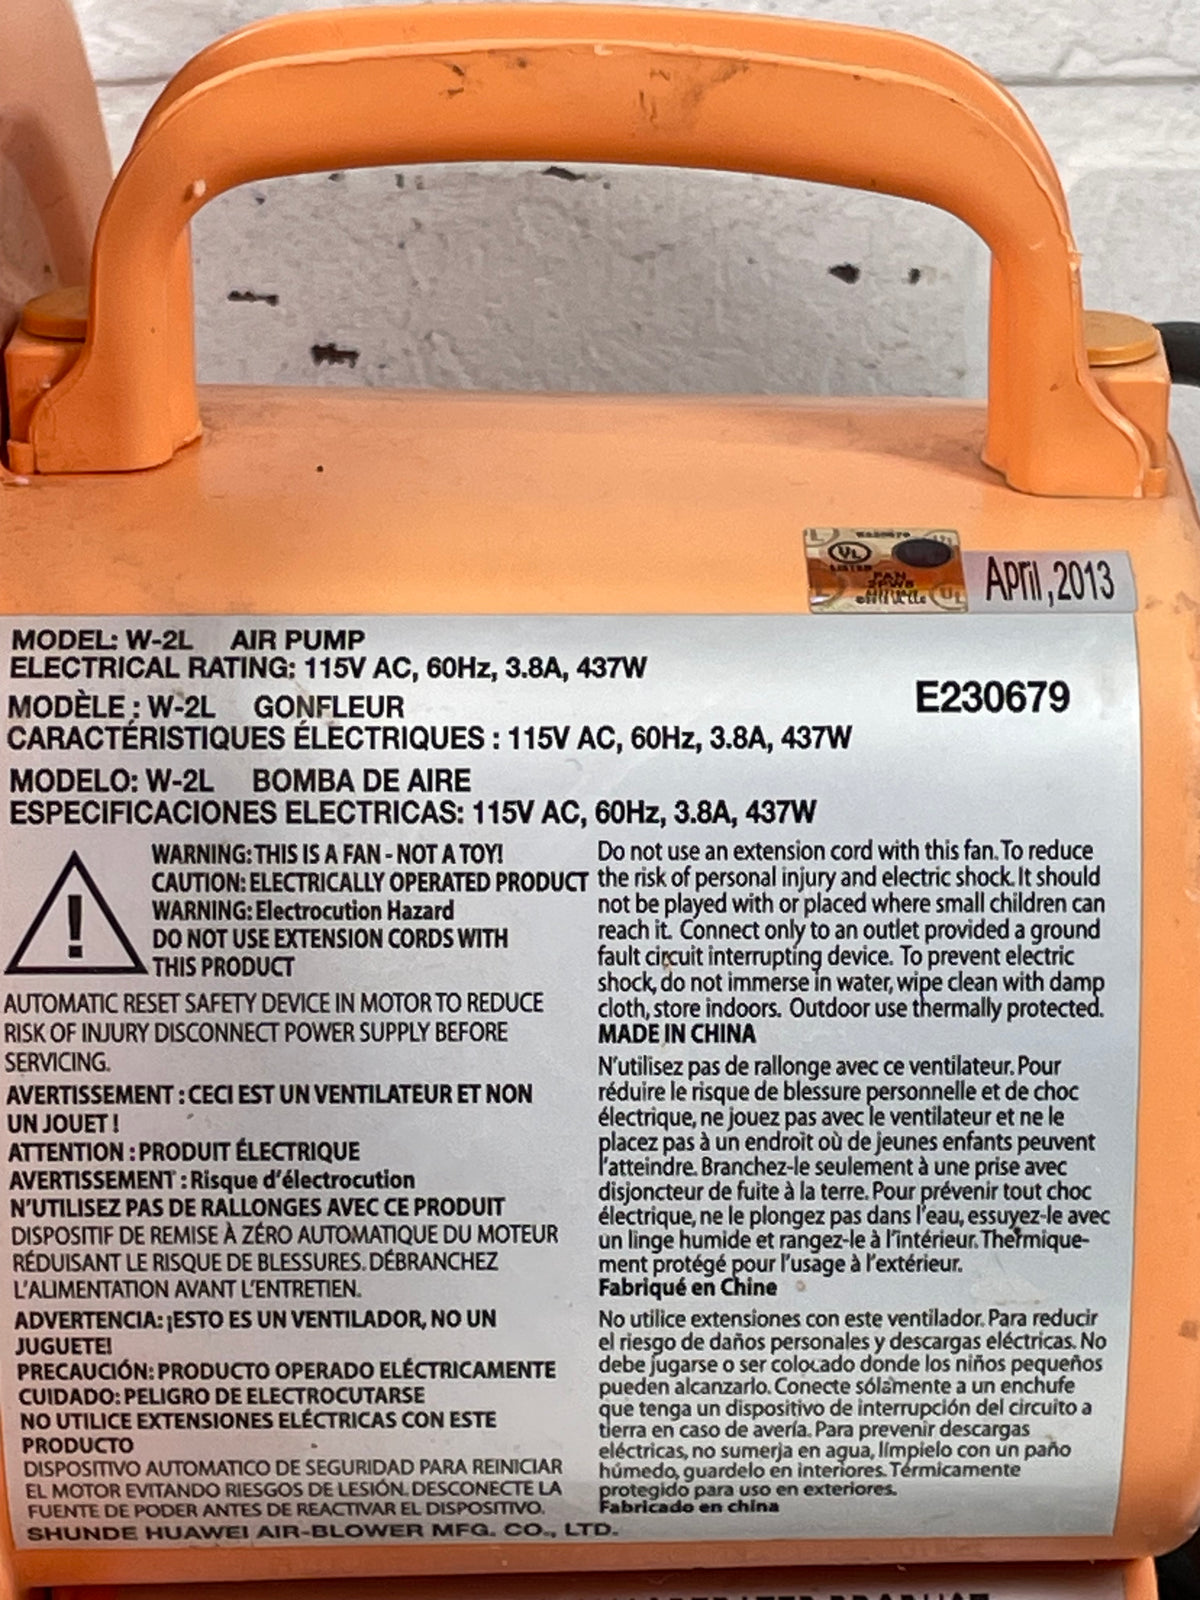 UL
LISTED
FAN
April,2013
MODEL: W-2L AIR PUMP
ELECTRICAL RATING: 115V AC, 60Hz, 3.8A, 437W
MODÈLE : W-2L GONFLEUR
CARACTÉRISTIQUES ÉLECTRIQUES : 115V AC, 60Hz, 3.8A, 437W
MODELO: W-2L BOMBA DE AIRE
ESPECIFICACIONES ELECTRICAS: 115V AC, 60Hz, 3.8A, 437W
E230679
WARNING: THIS IS A FAN - NOT A TOY!
CAUTION: ELECTRICALLY OPERATED PRODUCT
WARNING: Electrocution Hazard
DO NOT USE EXTENSION CORDS WITH
THIS PRODUCT
AUTOMATIC RESET SAFETY DEVICE IN MOTOR TO REDUCE
RISK OF INJURY DISCONNECT POWER SUPPLY BEFORE
SERVICING.
AVERTISSEMENT : CECI EST UN VENTILATEUR ET NON
UN JOUET !
ATTENTION : PRODUIT ÉLECTRIQUE
AVERTISSEMENT : Risque d'électrocution
N'UTILISEZ PAS DE RALLONGES AVEC CE PRODUIT
DISPOSITIF DE REMISE À ZÉRO AUTOMATIQUE DU MOTEUR
RÉDUISANT LE RISQUE DE BLESSURES. DÉBRANCHEZ
L'ALIMENTATION AVANT L'ENTRETIEN.
ADVERTENCIA: ¡ESTO ES UN VENTILADOR, NO UN
JUGUETE!
PRECAUCIÓN: PRODUCTO OPERADO ELÉCTRICAMENTE
CUIDADO: PELIGRO DE ELECTROCUTARSE
NO UTILICE EXTENSIONES ELÉCTRICAS CON ESTE
PRODUCTO
DISPOSITIVO AUTOMATICO DE SEGURIDAD PARA REINICIAR
EL MOTOR EVITANDO RIESGOS DE LESIÓN. DESCONECTE LA
FUENTE DE PODER ANTES DE REACTIVAR EL DISPOSITIVO.
SHUNDE HUAWEI AIR-BLOWER MFG. CO., LTD.
Do not use an extension cord with this fan. To reduce
the risk of personal injury and electric shock. It should
not be played with or placed where small children can
reach it. Connect only to an outlet provided a ground
fault circuit interrupting device. To prevent electric
shock, do not immerse in water, wipe clean with damp
cloth, store indoors. Outdoor use thermally protected.
MADE IN CHINA
N'utilisez pas de rallonge avec ce ventilateur. Pour
réduire le risque de blessure personnelle et de choc
électrique, ne jouez pas avec le ventilateur et ne le
placez pas à un endroit où de jeunes enfants peuvent
l'atteindre. Branchez-le seulement à une prise avec
disjoncteur de fuite à la terre. Pour prévenir tout choc
électrique, ne le plongez pas dans l'eau, essuyez-le avec
un linge humide et rangez-le à l'intérieur. Thermique-
ment protégé pour l'usage à l'extérieur.
Fabriqué en Chine
No utilice extensiones con este ventilador. Para reducir
el riesgo de daños personales y descargas eléctricas. No
debe jugarse o ser colocado donde los niños pequeños
pueden alcanzarlo. Conecte sólamente a un enchufe
que tenga un dispositivo de interrupción del circuito a
tierra en caso de avería. Para prevenir descargas
eléctricas, no sumerja en agua, límpielo con un paño
húmedo, guardelo en interiores. Térmicamente
protegido para uso en exteriores.
Fabricado en china